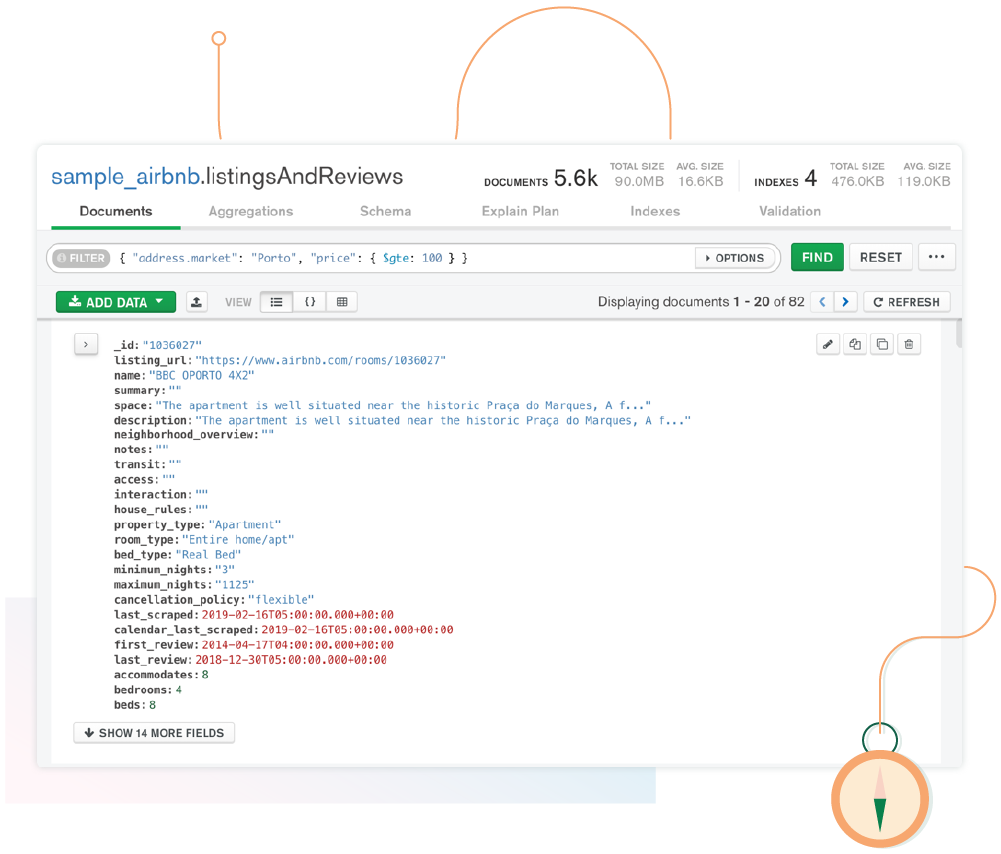 sample_airbnb.listingsAndReviews
DOCUMENTS 5.6k TOTAL SIZE 90.0MB AVG. SIZE 16.6KB INDEXES 4 TOTAL SIZE 476.0KB AVG. SIZE 119.0KB
Documents Aggregations Schema Explain Plan Indexes Validation
FILTER { "address.market": "Porto", "price": { $gte: 100 } } OPTIONS FIND RESET ...
ADD DATA VIEW {} Displaying documents 1 - 20 of 82 < > REFRESH
_id: "1036027"
listing_url: "https://www.airbnb.com/rooms/1036027"
name: "BBC OPORTO 4X2"
summary: ""
space: "The apartment is well situated near the historic Praça do Marques, A f..."
description: "The apartment is well situated near the historic Praça do Marques, A f..."
neighborhood_overview: ""
notes: ""
transit: ""
access: ""
interaction: ""
house_rules: ""
property_type: "Apartment"
room_type: "Entire home/apt"
bed_type: "Real Bed"
minimum_nights: "3"
maximum_nights: "1125"
cancellation_policy: "flexible"
last_scraped: 2019-02-16T05:00:00.000+00:00
calendar_last_scraped: 2019-02-16T05:00:00.000+00:00
first_review: 2014-04-17T04:00:00.000+00:00
last_review: 2018-12-30T05:00:00.000+00:00
accommodates: 8
bedrooms: 4
beds: 8
SHOW 14 MORE FIELDS